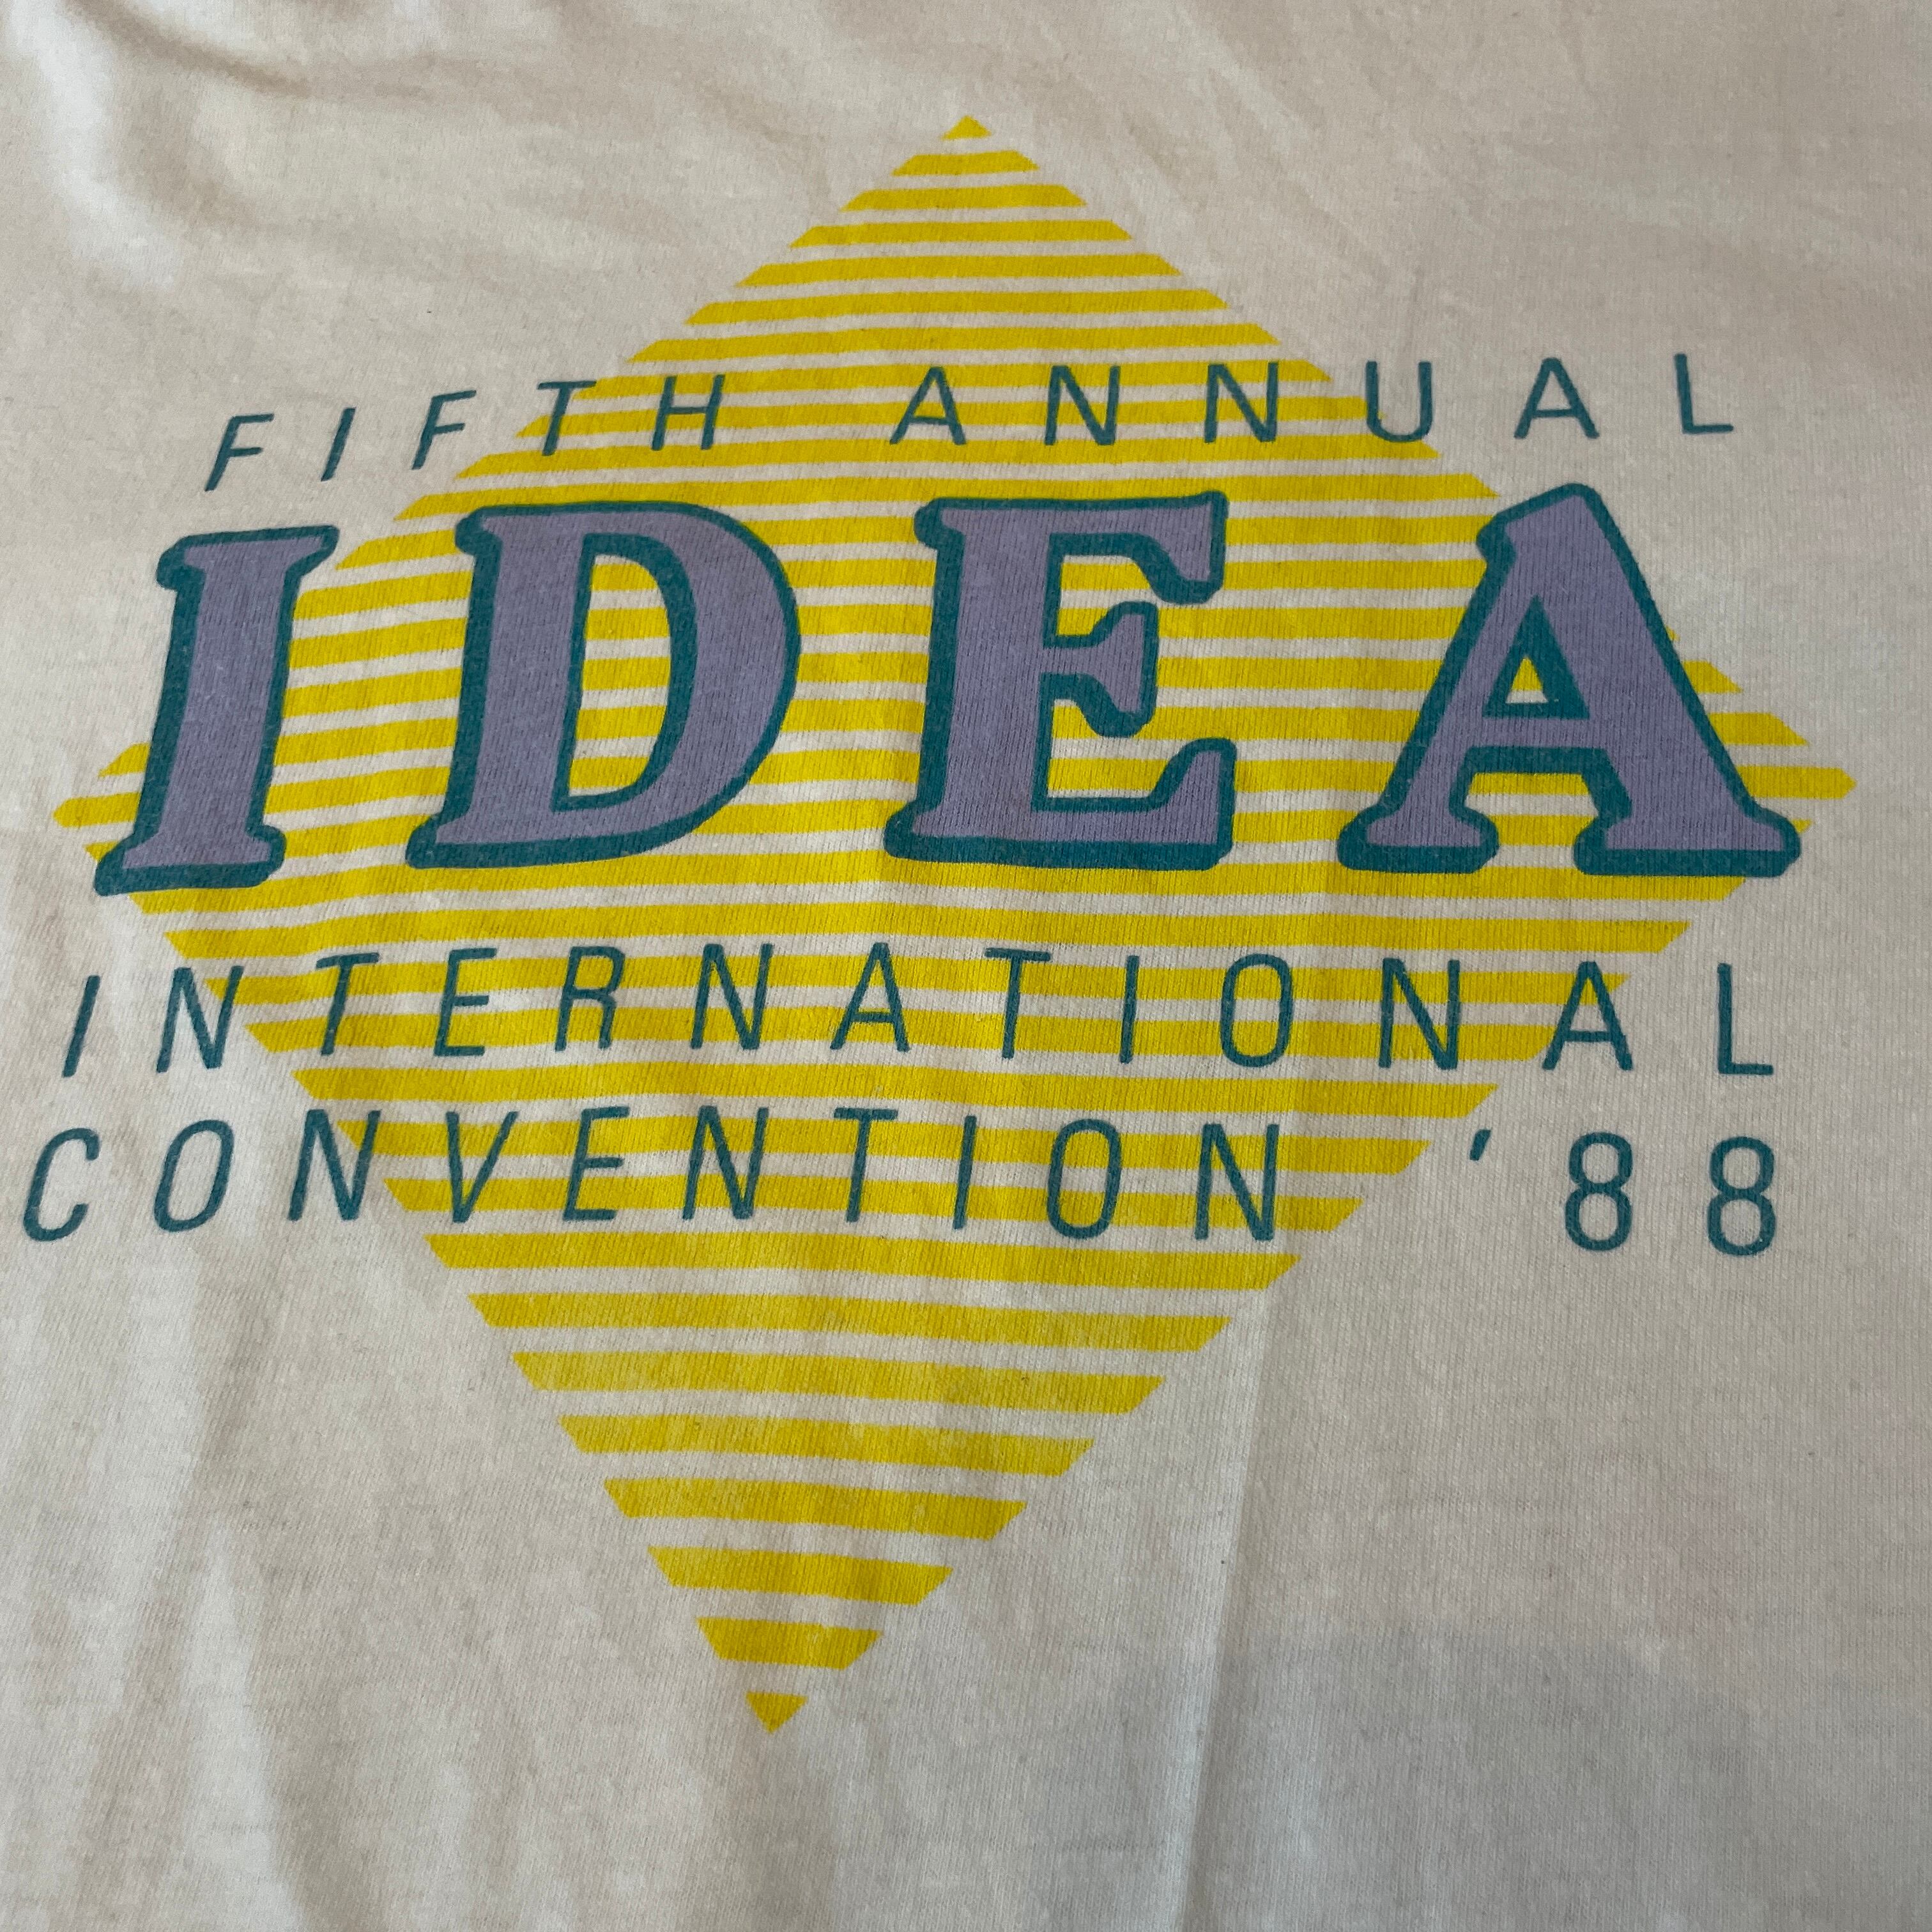 FIFTH ANNUAL
IDEA
INTERNATIONAL
CONVENTION '88